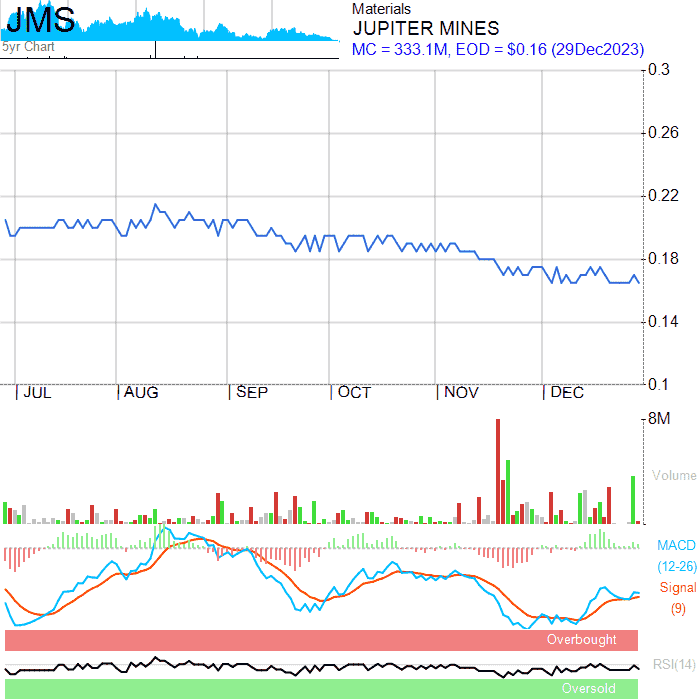 JMS
5yr Chart
Materials
JUPITER MINES
MC = 333.1M, EOD = $0.16 (29Dec2023)
0.3
0.26
0.22
0.18
0.14
0.1
JUL AUG SEP OCT NOV DEC
8M
Volume
MACD
(12-26)
Signal
(9)
Overbought
RSI(14)
Oversold